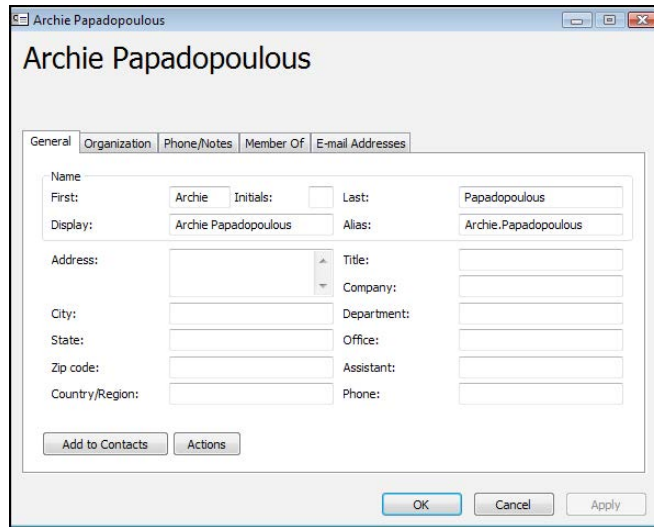 Archie Papadopoulous
Archie Papadopoulous
General Organization Phone/Notes Member Of E-mail Addresses
Name
First: Archie Initials: Last: Papadopoulous
Display: Archie Papadopoulous Alias: Archie.Papadopoulous
Address: Title:
Company:
City: Department:
State: Office:
Zip code: Assistant:
Country/Region: Phone:
Add to Contacts Actions
OK Cancel Apply